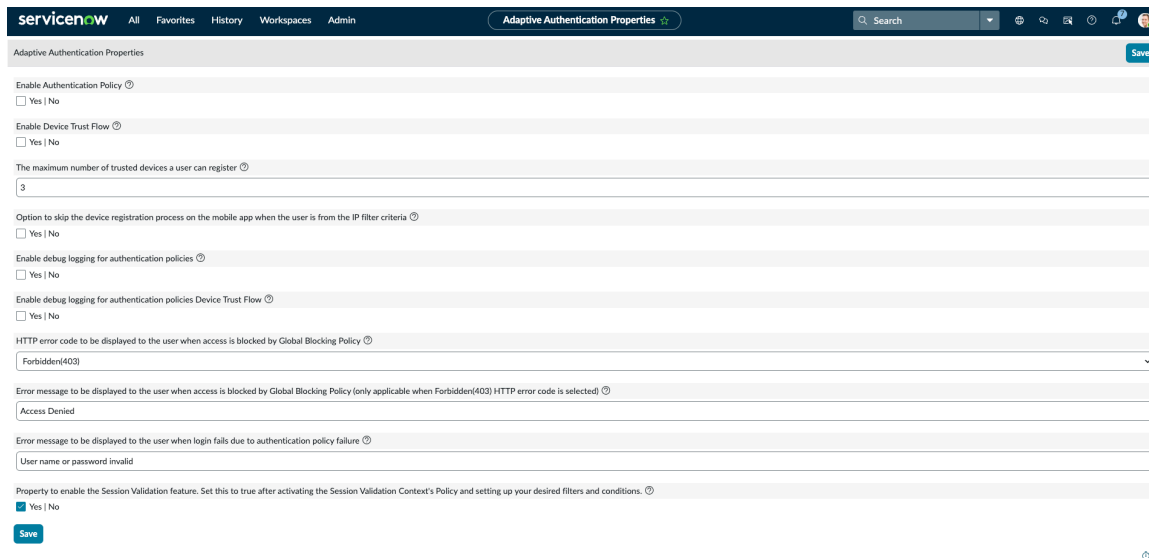 servicenow All Favorites History Workspaces Admin Adaptive Authentication Properties Search
Adaptive Authentication Properties Save
Enable Authentication Policy
Yes | No
Enable Device Trust Flow
Yes | No
The maximum number of trusted devices a user can register
3
Option to skip the device registration process on the mobile app when the user is from the IP filter criteria
Yes | No
Enable debug logging for authentication policies
Yes | No
Enable debug logging for authentication policies Device Trust Flow
Yes | No
HTTP error code to be displayed to the user when access is blocked by Global Blocking Policy
Forbidden(403)
Error message to be displayed to the user when access is blocked by Global Blocking Policy (only applicable when Forbidden(403) HTTP error code is selected)
Access Denied
Error message to be displayed to the user when login fails due to authentication policy failure
User name or password invalid
Property to enable the Session Validation feature. Set this to true after activating the Session Validation Context's Policy and setting up your desired filters and conditions.
Yes | No
Save